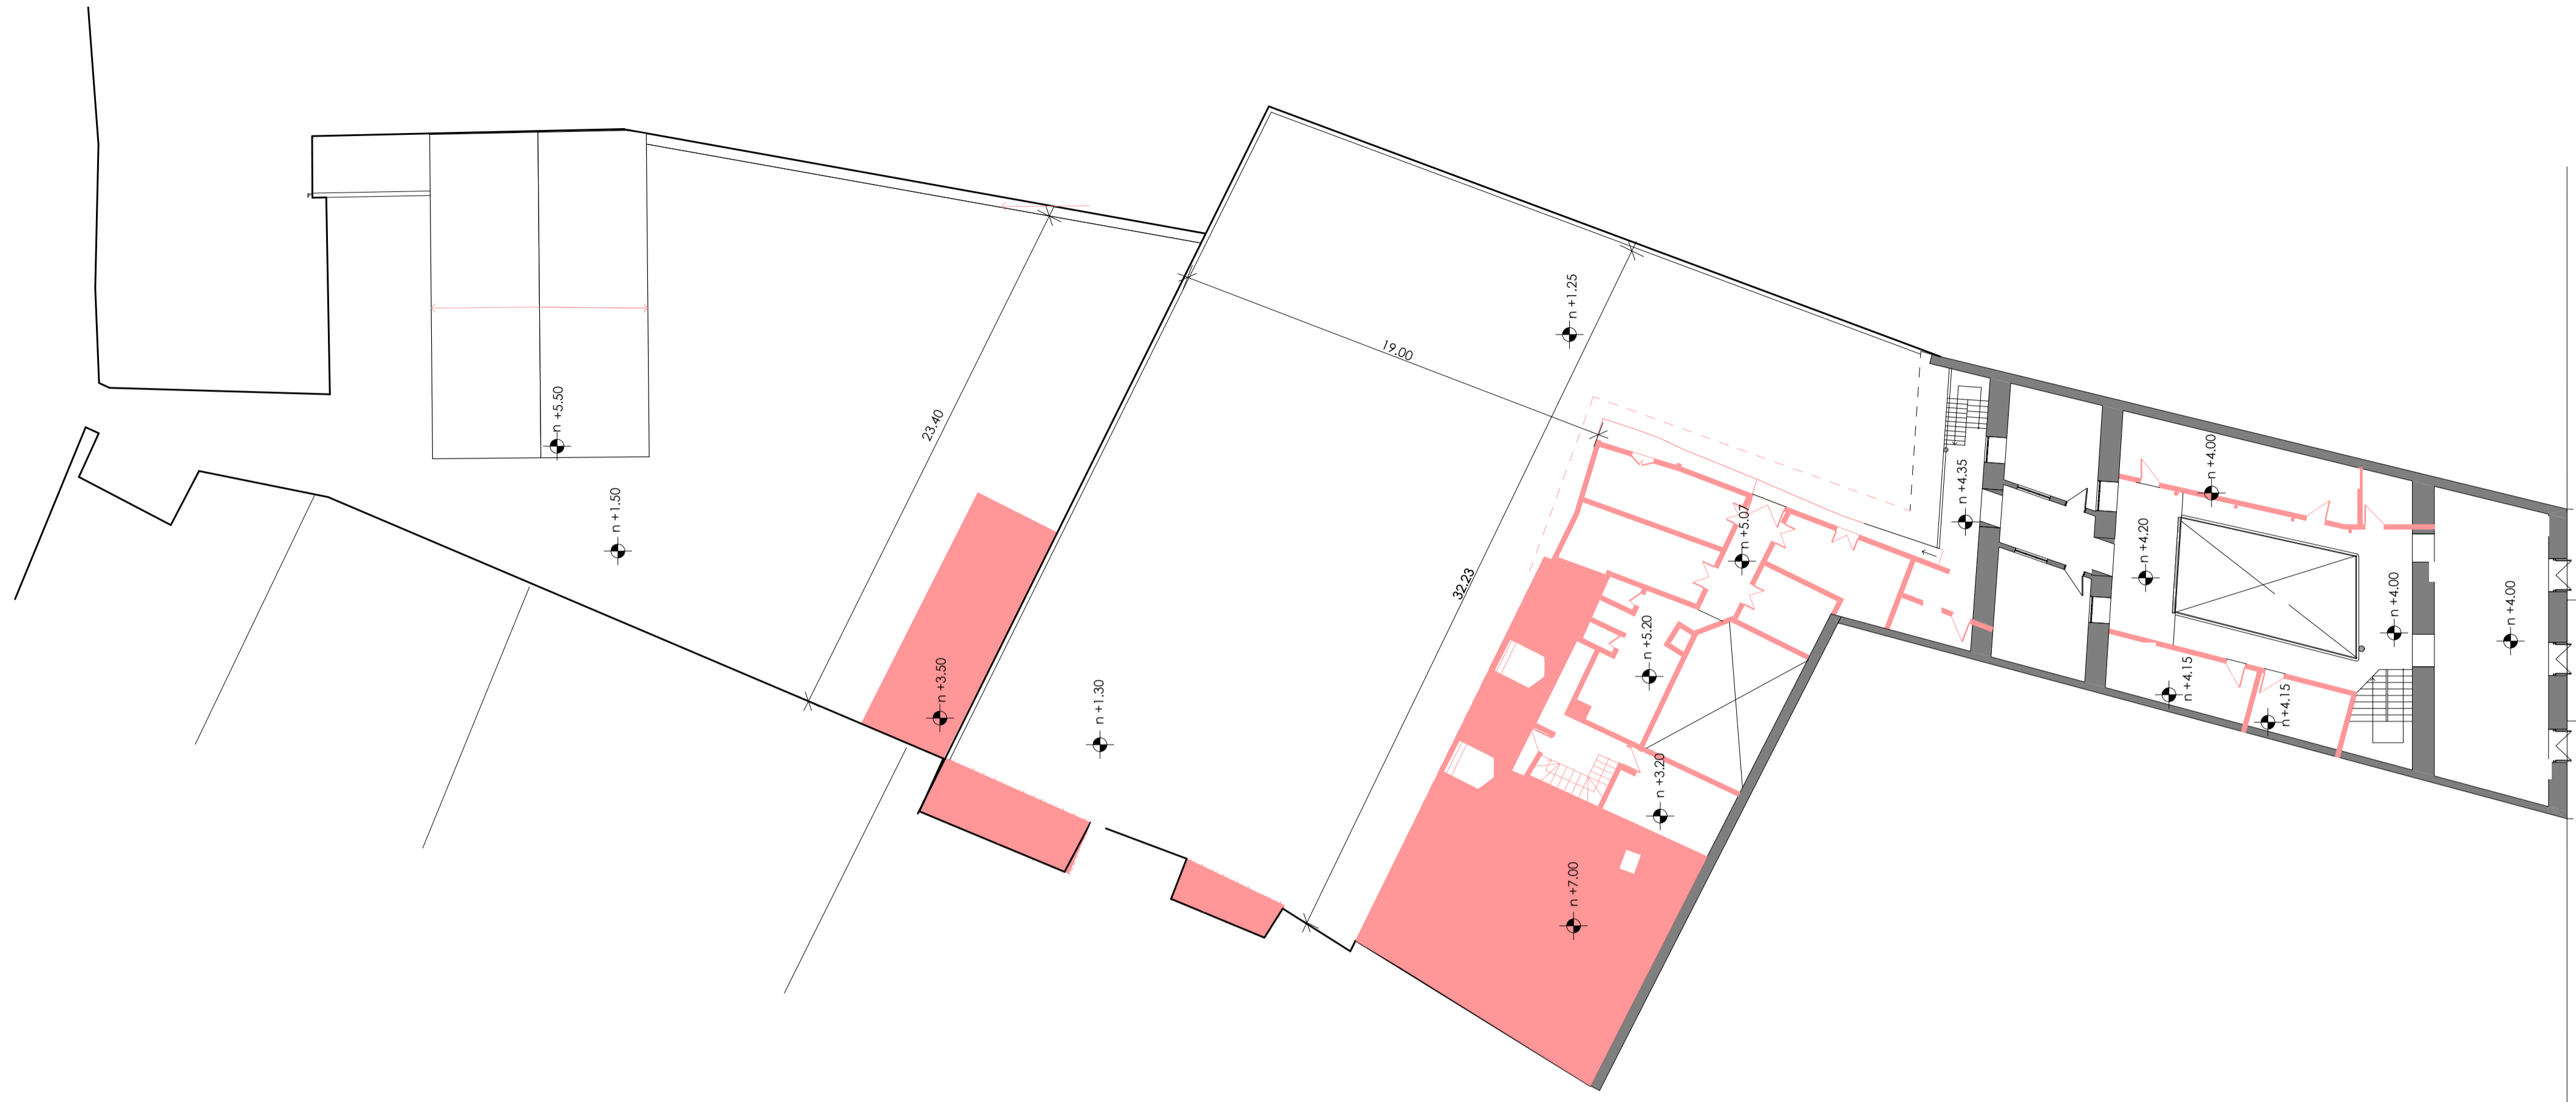 n +5.50
n +1.50
23.40
n +3.50
n +1.30
19.00
n +1.25
32.23
n +5.07
n +5.20
n +3.20
n +7.00
n +4.35
n +4.00
n +4.20
n +4.15
n +4.15
n +4.00
n +4.00